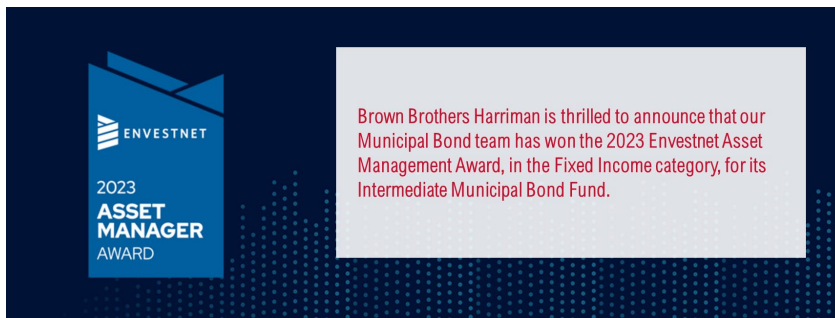 ENVESTNET
2023
ASSET
MANAGER
AWARD
Brown Brothers Harriman is thrilled to announce that our
Municipal Bond team has won the 2023 Envestnet Asset
Management Award, in the Fixed Income category, for its
Intermediate Municipal Bond Fund.